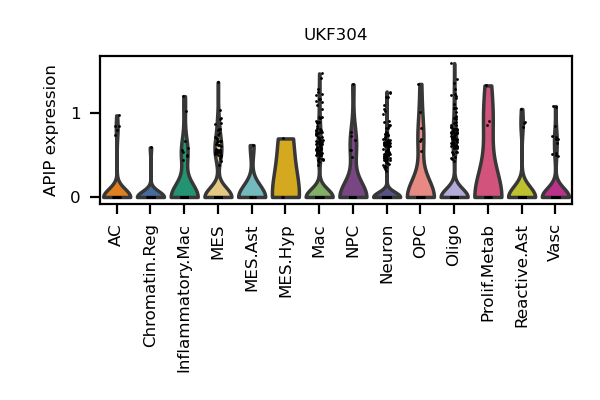 UKF304
APIP expression
1
0
AC
Chromatin.Reg
Inflammatory.Mac
MES
MES.Ast
MES.Hyp
Mac
NPC
Neuron
OPC
Oligo
Prolif.Metab
Reactive.Ast
Vasc